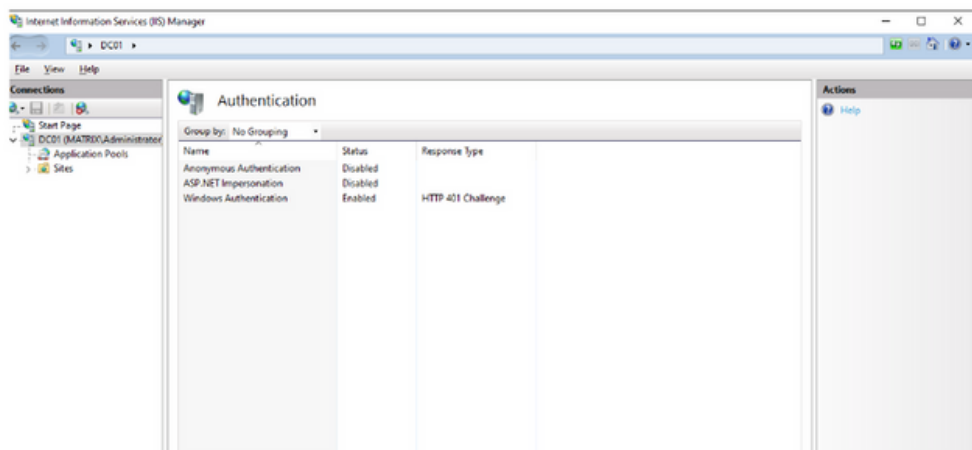 Internet Information Services (IIS) Manager
DC01
File View Help
Connections
Start Page
DC01 (MATRIX\Administrator
Application Pools
Sites
Authentication
Group by: No Grouping
Name Status Response Type
Anonymous Authentication Disabled
ASP.NET Impersonation Disabled
Windows Authentication Enabled HTTP 401 Challenge
Actions
Help